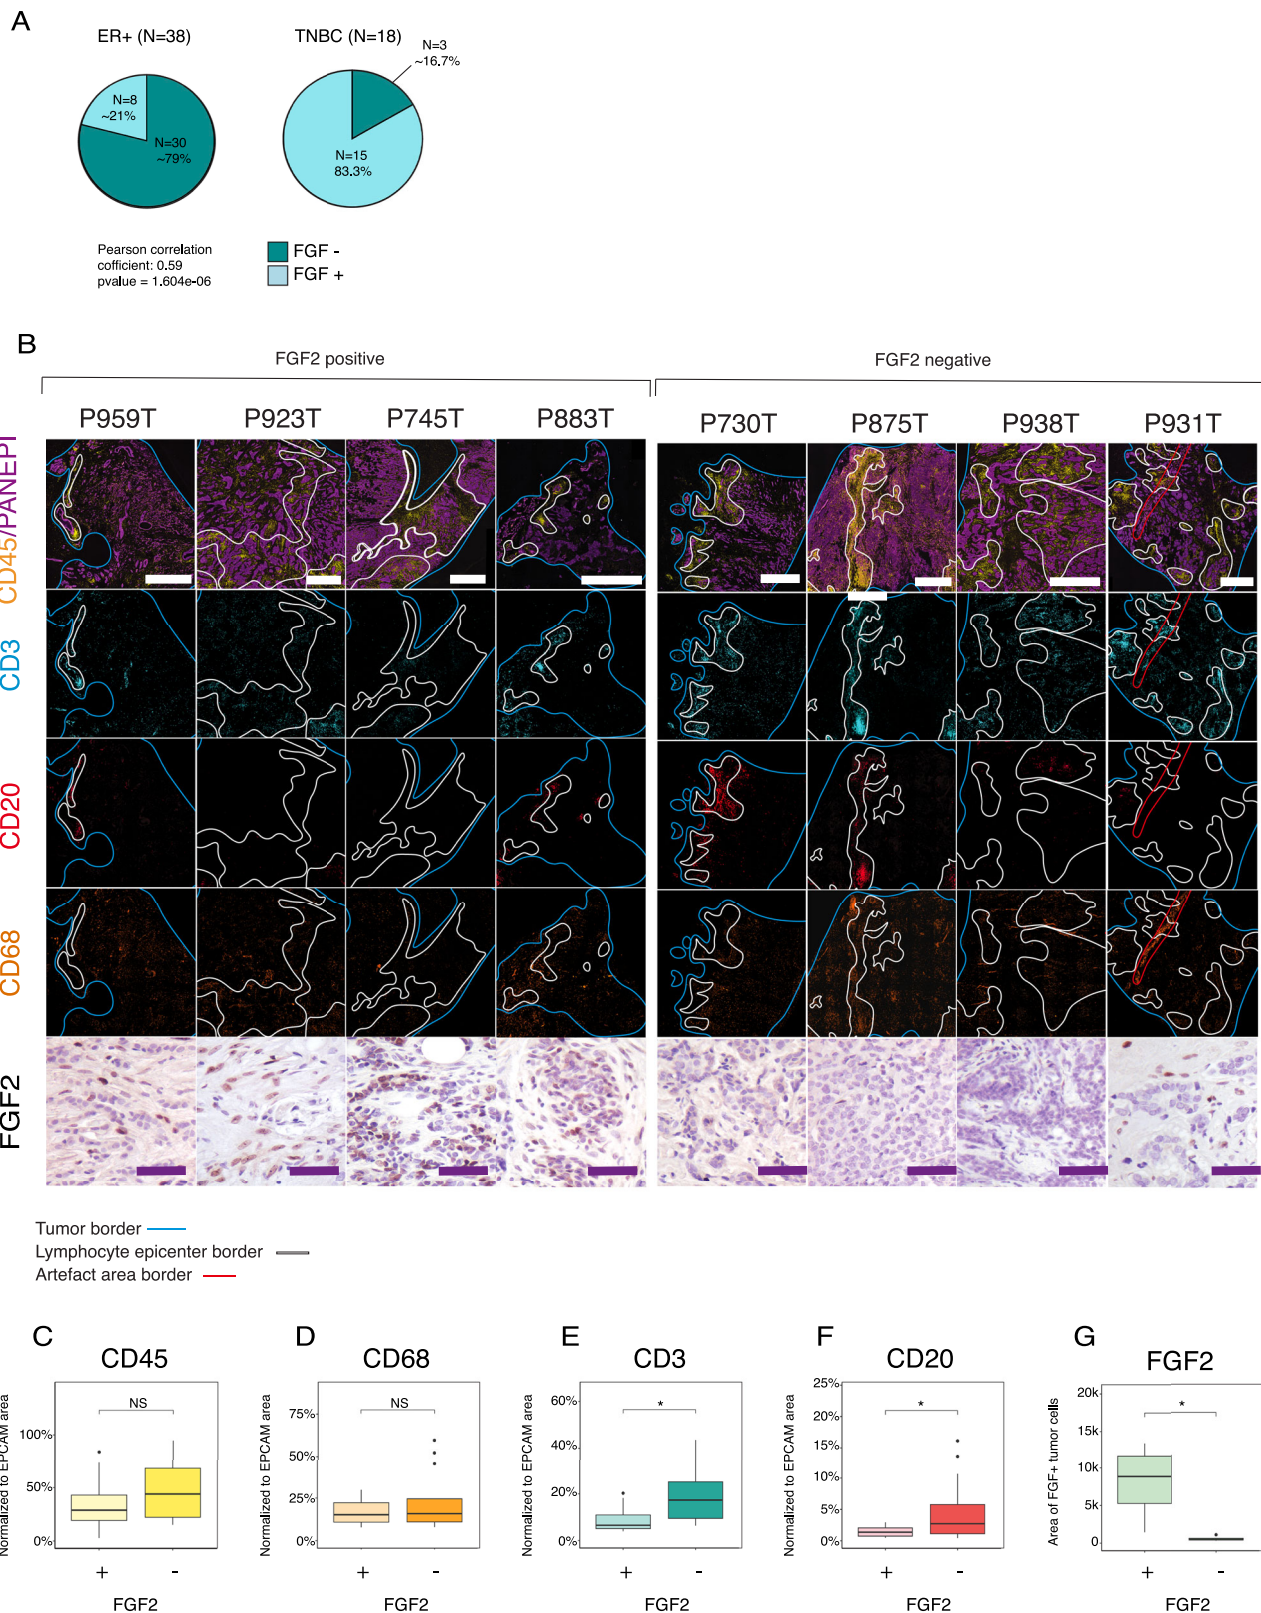 A
ER+ (N=38)
TNBC (N=18)
N=3
~16.7%
N=8
~21%
N=30
~79%
N=15
83.3%
Pearson correlation
cofficient: 0.59
pvalue = 1.604e-06
FGF -
FGF +
B
FGF2 positive
FGF2 negative
P959T
P923T
P745T
P883T
P730T
P875T
P938T
P931T
CD45/PANEPI
CD3
CD20
CD68
FGF2
Tumor border
Lymphocyte epicenter border
Artefact area border
C
CD45
Normalized to EPCAM area
100%
50%
0%
NS
+
-
FGF2
D
CD68
Normalized to EPCAM area
75%
50%
25%
0%
NS
+
-
FGF2
E
CD3
Normalized to EPCAM area
60%
40%
20%
0%
*
+
-
FGF2
F
CD20
Normalized to EPCAM area
25%
20%
15%
10%
5%
0%
*
+
-
FGF2
G
FGF2
Area of FGF+ tumor cells
20k
15k
10k
5k
0
*
+
-
FGF2